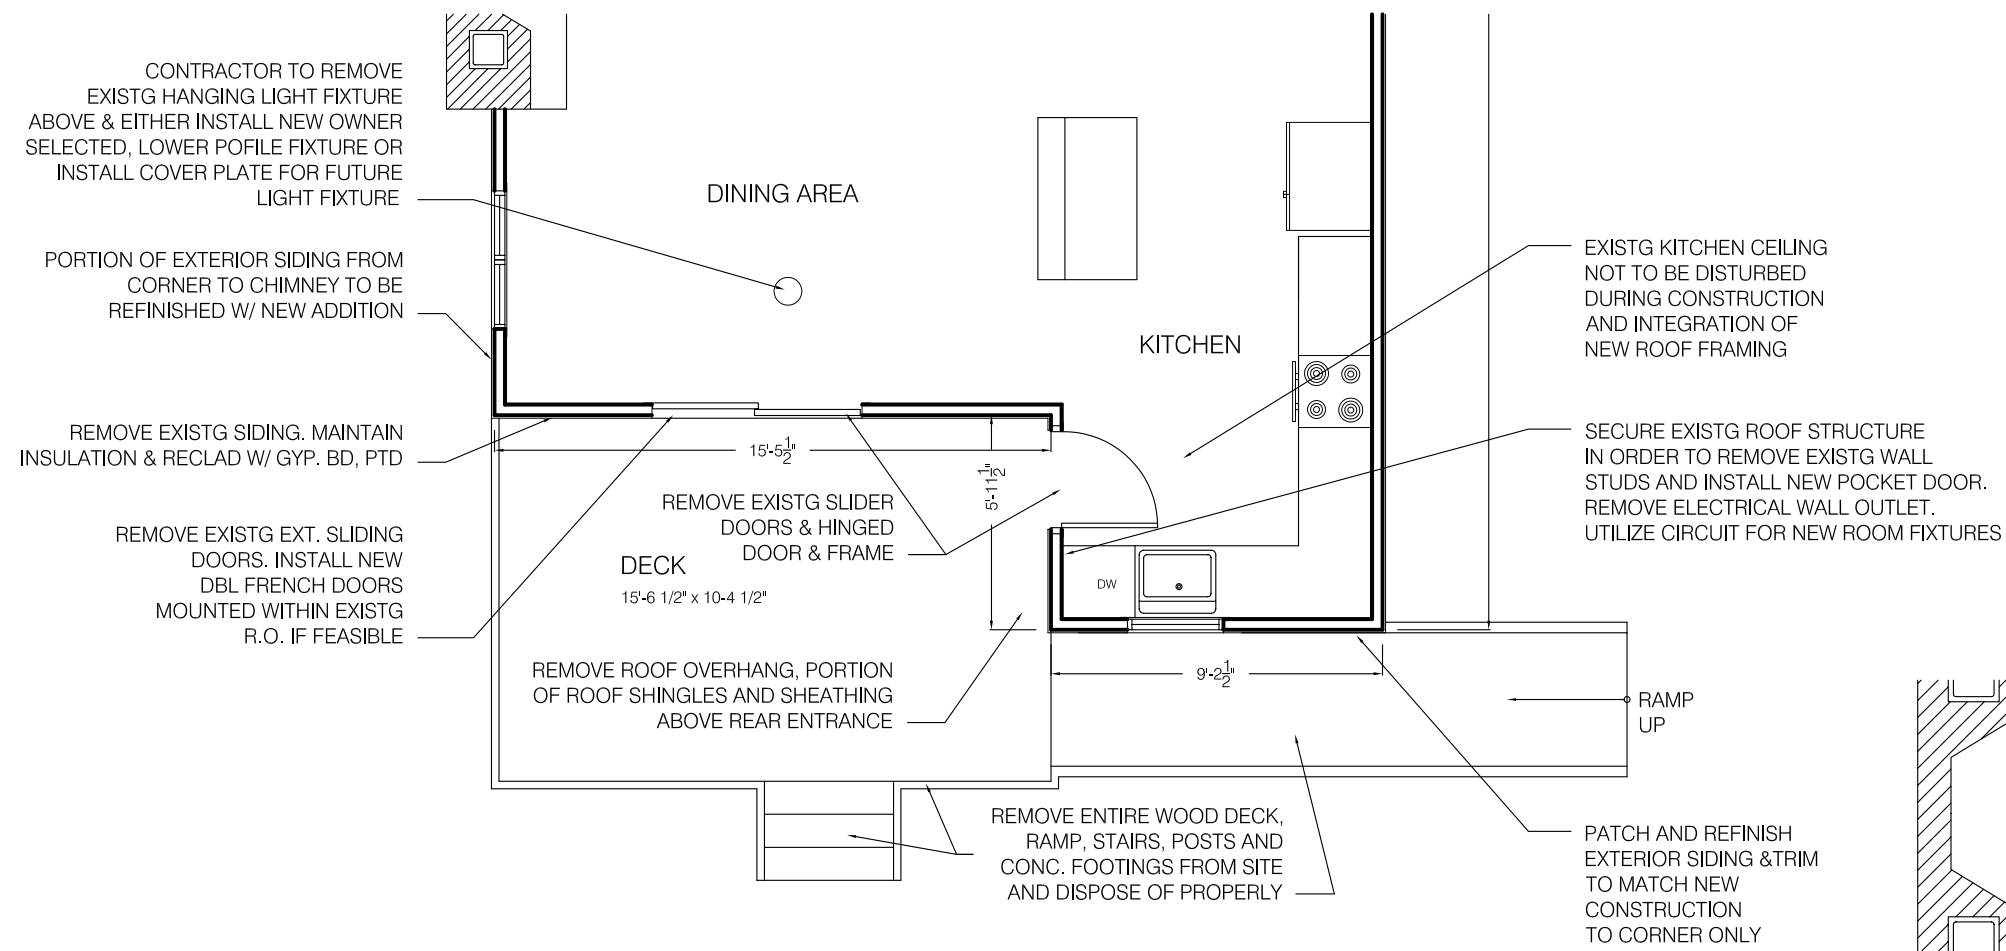 CONTRACTOR TO REMOVE
EXISTG HANGING LIGHT FIXTURE
ABOVE & EITHER INSTALL NEW OWNER
SELECTED, LOWER POFILE FIXTURE OR
INSTALL COVER PLATE FOR FUTURE
LIGHT FIXTURE
PORTION OF EXTERIOR SIDING FROM
CORNER TO CHIMNEY TO BE
REFINISHED W/ NEW ADDITION
REMOVE EXISTG SIDING. MAINTAIN
INSULATION & RECLAD W/ GYP. BD, PTD
REMOVE EXISTG EXT. SLIDING
DOORS. INSTALL NEW
DBL FRENCH DOORS
MOUNTED WITHIN EXISTG
R.O. IF FEASIBLE
DINING AREA
KITCHEN
15'-5 1/2"
5'-11 1/2"
REMOVE EXISTG SLIDER
DOORS & HINGED
DOOR & FRAME
DECK
15'-6 1/2" x 10-4 1/2"
DW
REMOVE ROOF OVERHANG, PORTION
OF ROOF SHINGLES AND SHEATHING
ABOVE REAR ENTRANCE
9'-2 1/2"
REMOVE ENTIRE WOOD DECK,
RAMP, STAIRS, POSTS AND
CONC. FOOTINGS FROM SITE
AND DISPOSE OF PROPERLY
EXISTG KITCHEN CEILING
NOT TO BE DISTURBED
DURING CONSTRUCTION
AND INTEGRATION OF
NEW ROOF FRAMING
SECURE EXISTG ROOF STRUCTURE
IN ORDER TO REMOVE EXISTG WALL
STUDS AND INSTALL NEW POCKET DOOR.
REMOVE ELECTRICAL WALL OUTLET.
UTILIZE CIRCUIT FOR NEW ROOM FIXTURES
RAMP
UP
PATCH AND REFINISH
EXTERIOR SIDING &TRIM
TO MATCH NEW
CONSTRUCTION
TO CORNER ONLY